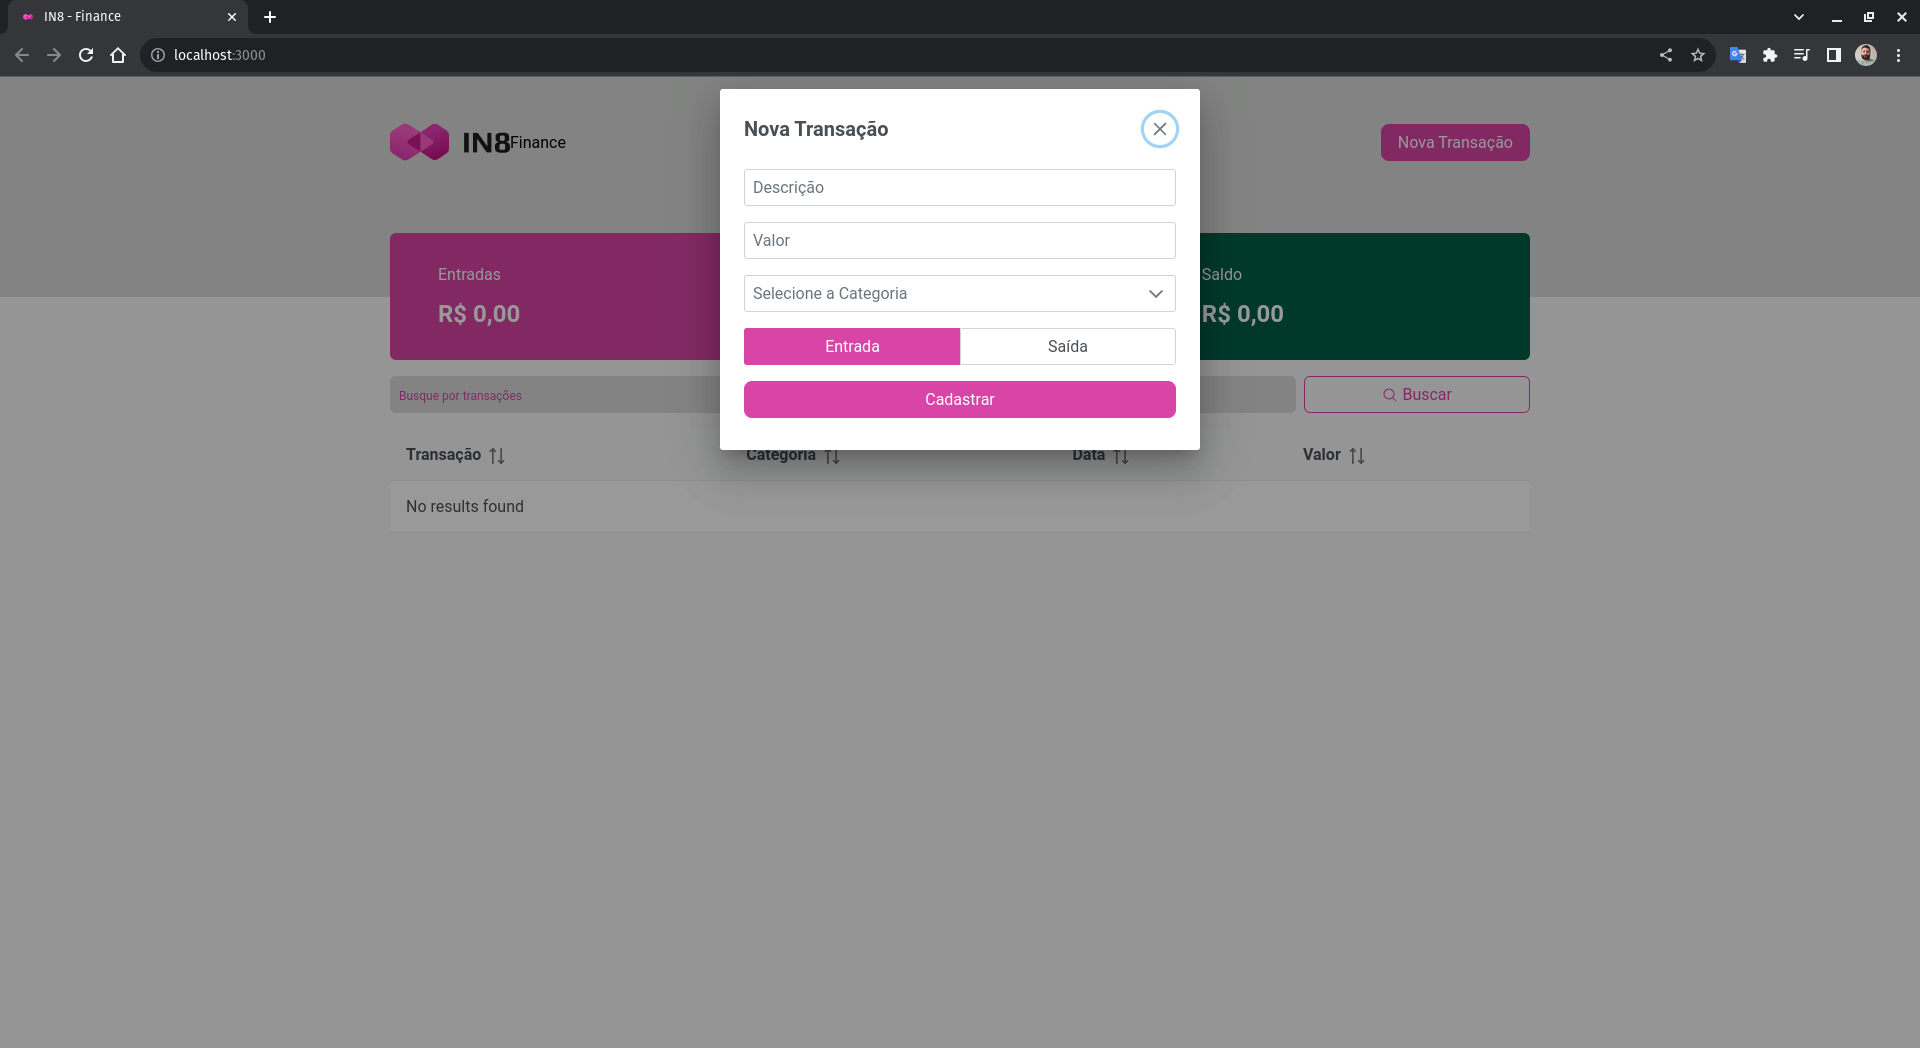 IN8 - Finance
localhost:3000
IN8Finance
Nova Transação
Nova Transação
Descrição
Valor
Selecione a Categoria
Entrada
Saída
Cadastrar
Entradas
R$ 0,00
Saldo
R$ 0,00
Busque por transações
Buscar
Transação
Categoria
Data
Valor
No results found